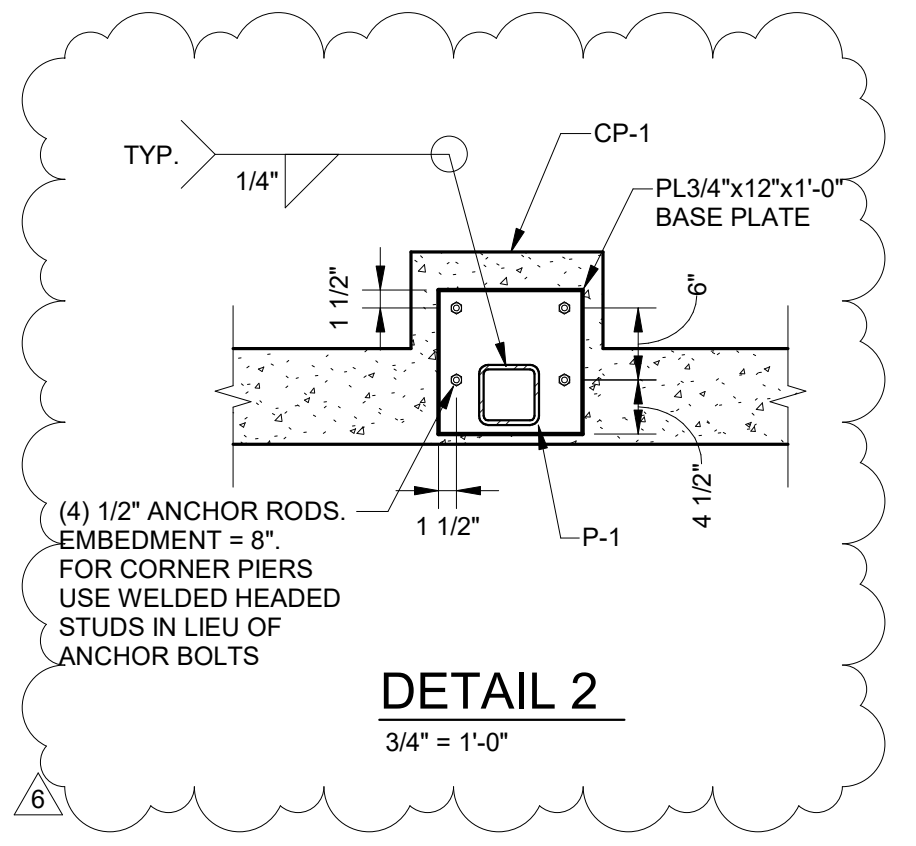 TYP.
1/4"
CP-1
PL3/4"x12"x1'-0"
BASE PLATE
1 1/2"
6"
(4) 1/2" ANCHOR RODS.
EMBEDMENT = 8".
FOR CORNER PIERS
USE WELDED HEADED
STUDS IN LIEU OF
ANCHOR BOLTS
1 1/2"
P-1
4 1/2"
DETAIL 2
3/4" = 1'-0"
6